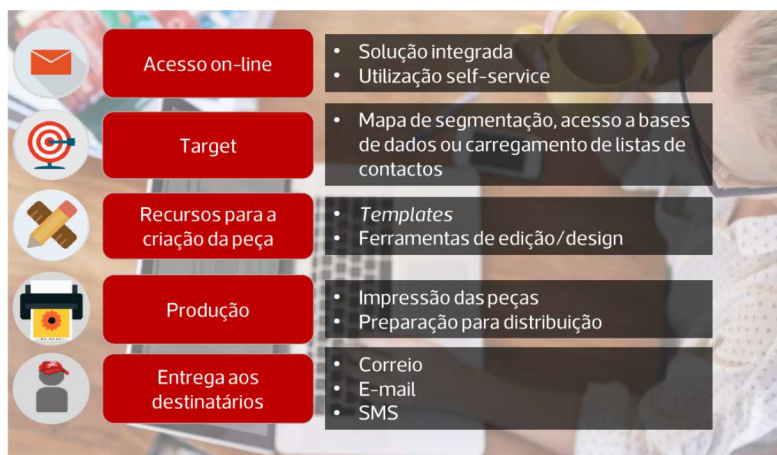 Acesso on-line
• Solução integrada
• Utilização self-service
Target
• Mapa de segmentação, acesso a bases
de dados ou carregamento de listas de
contactos
Recursos para a
criação da peça
• Templates
• Ferramentas de edição/design
Produção
• Impressão das peças
• Preparação para distribuição
Entrega aos
destinatários
• Correio
• E-mail
• SMS